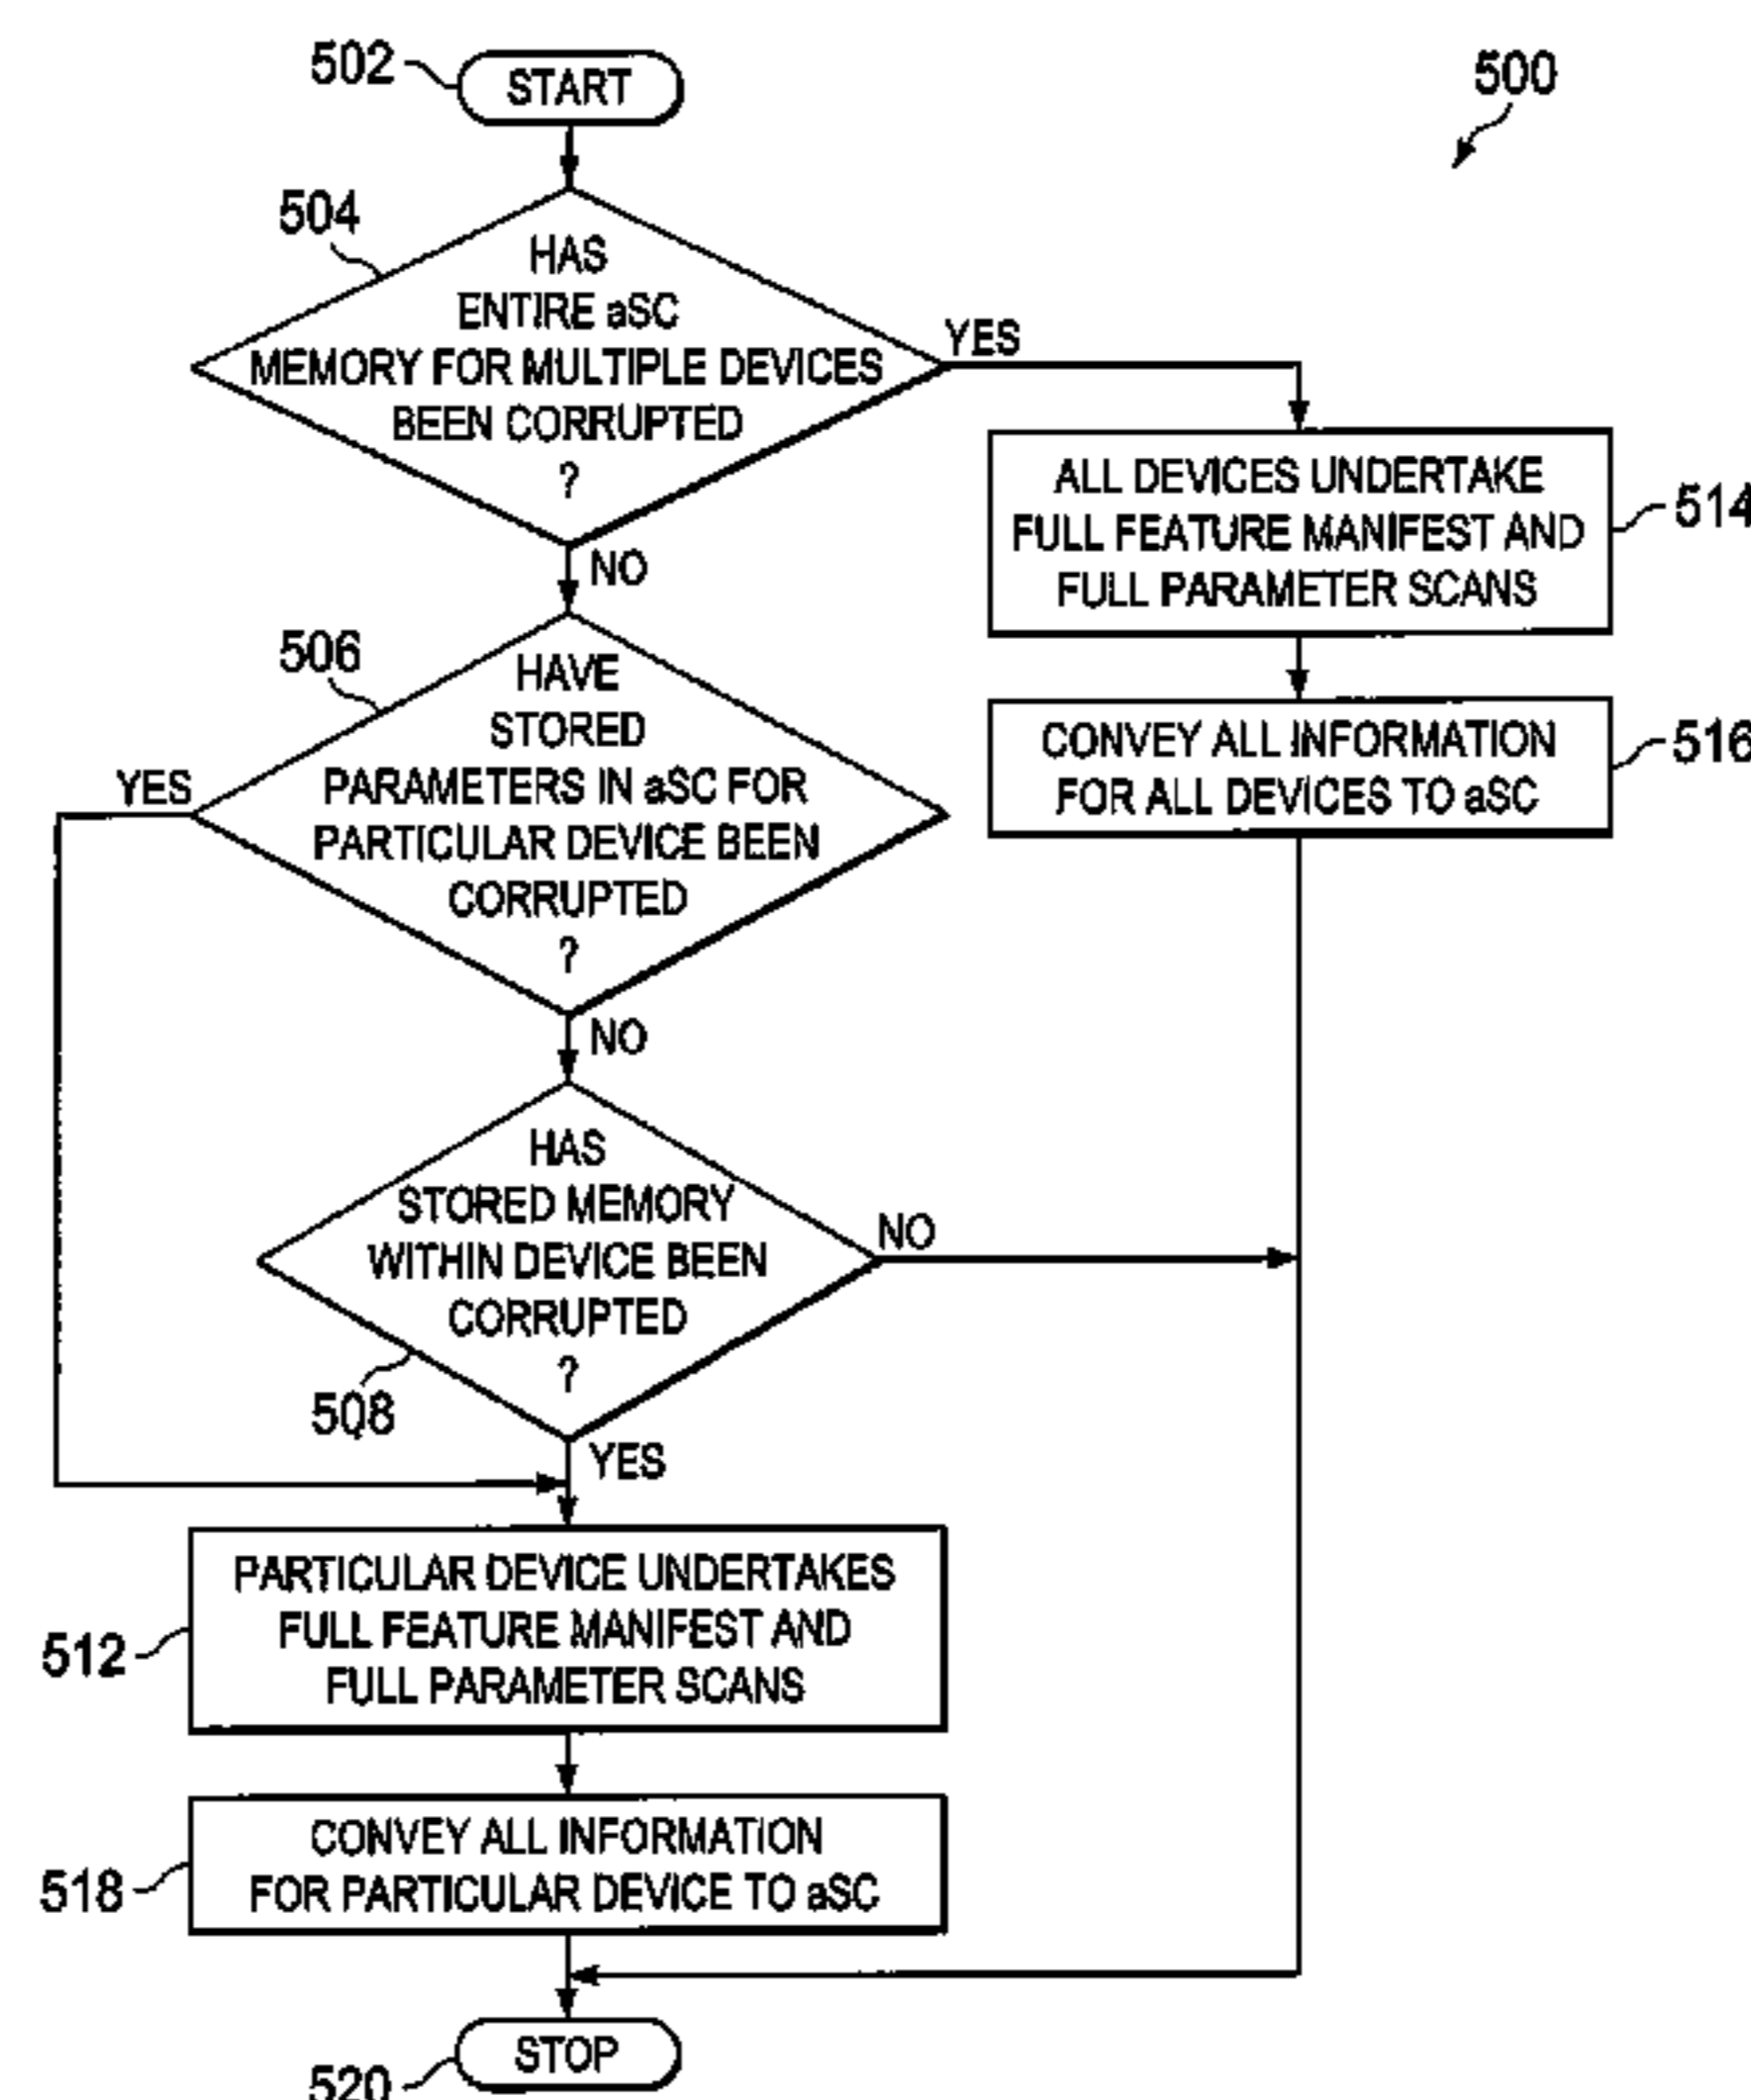 502
START
500
504
HAS
ENTIRE aSC
MEMORY FOR MULTIPLE DEVICES
BEEN CORRUPTED
?
YES
NO
ALL DEVICES UNDERTAKE
FULL FEATURE MANIFEST AND
FULL PARAMETER SCANS
514
CONVEY ALL INFORMATION
FOR ALL DEVICES TO aSC
516
506
HAVE
STORED
PARAMETERS IN aSC FOR
PARTICULAR DEVICE BEEN
CORRUPTED
?
YES
NO
HAS
STORED MEMORY
WITHIN DEVICE BEEN
CORRUPTED
?
NO
508
YES
PARTICULAR DEVICE UNDERTAKES
FULL FEATURE MANIFEST AND
FULL PARAMETER SCANS
512
CONVEY ALL INFORMATION
FOR PARTICULAR DEVICE TO aSC
518
STOP
520